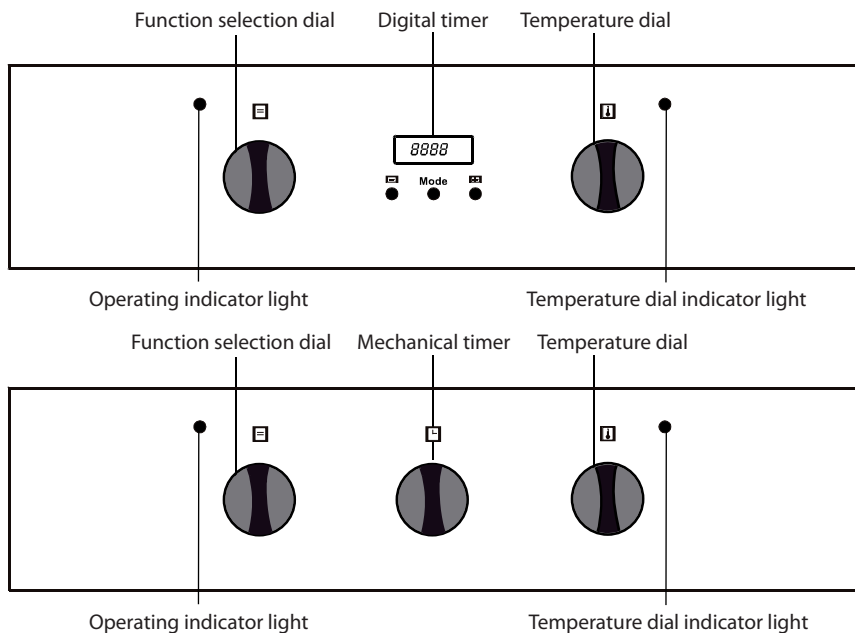 Function selection dial Digital timer Temperature dial
8888
Mode
Operating indicator light Temperature dial indicator light
Function selection dial Mechanical timer Temperature dial
Operating indicator light Temperature dial indicator light